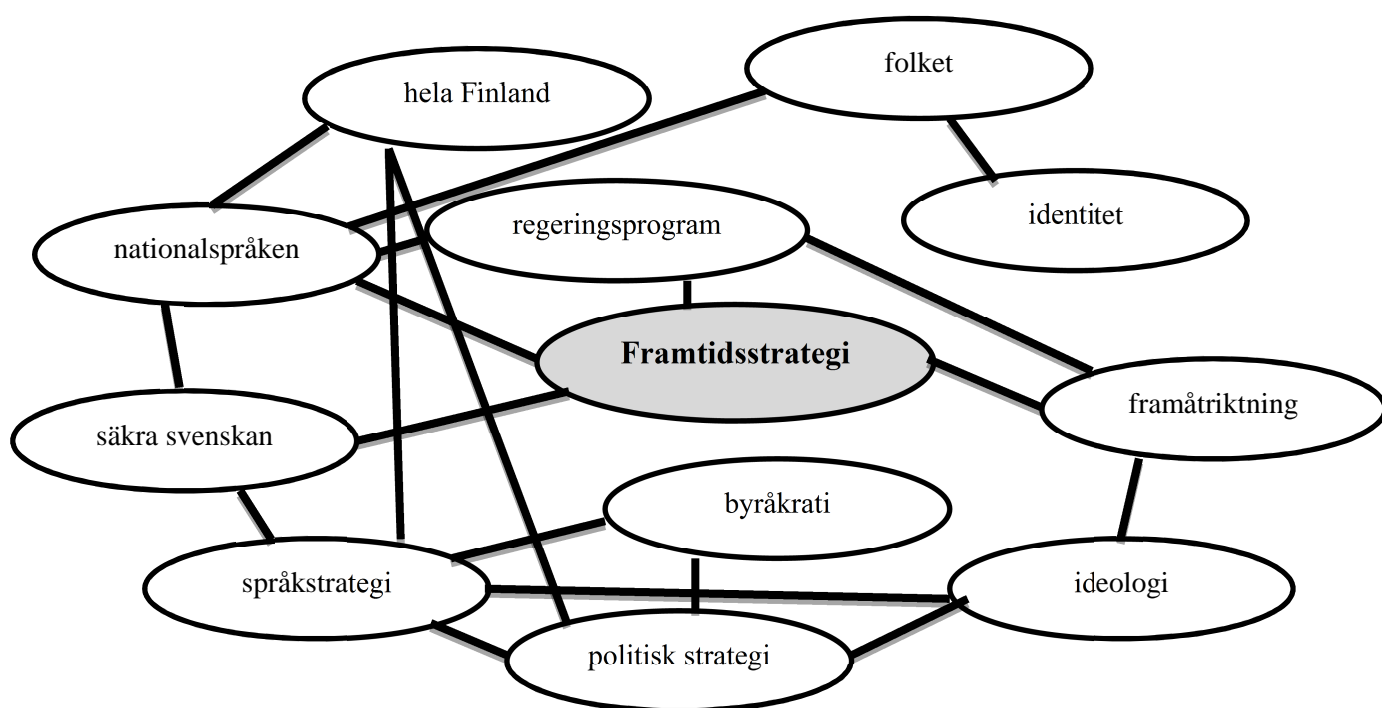 folket
hela Finland
identitet
regeringsprogram
nationalspråken
Framtidsstrategi
framåtriktning
säkra svenskan
byråkrati
språkstrategi
ideologi
politisk strategi